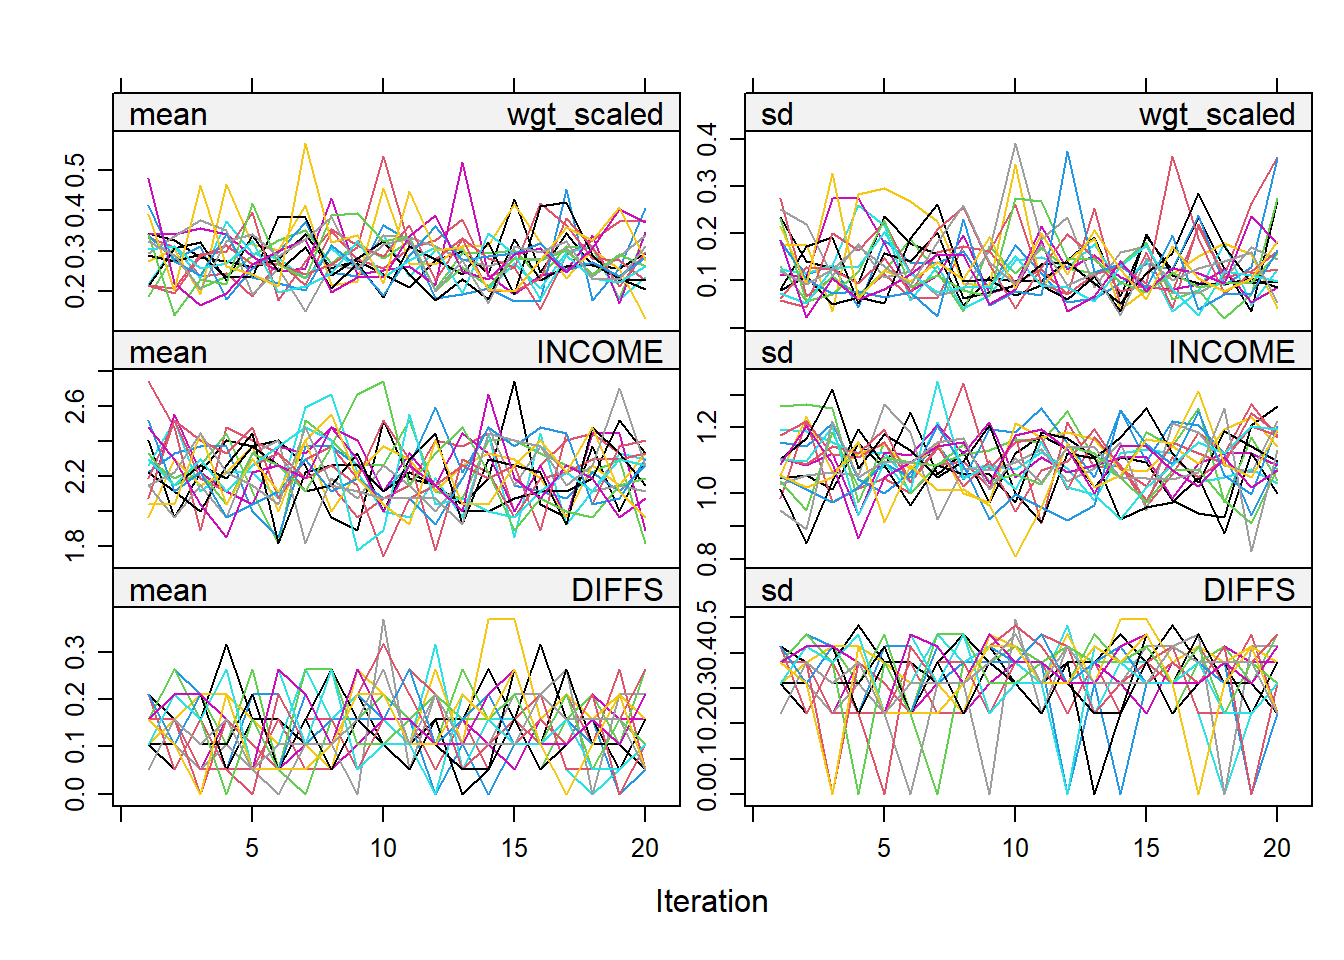 mean wgt_scaled
sd wgt_scaled
0.2 0.3 0.4 0.5
0.1 0.2 0.3 0.4
mean INCOME
sd INCOME
1.8 2.2 2.6
0.8 1.0 1.2
mean DIFFS
sd DIFFS
0.0 0.1 0.2 0.3
0.0 0.1 0.2 0.3 0.4 0.5
5 10 15 20
5 10 15 20
Iteration